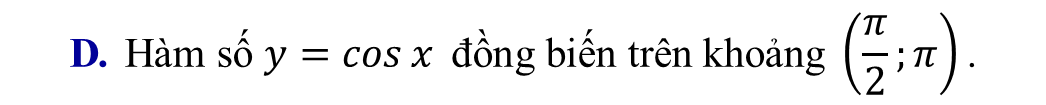 D. Hàm số y = cos x đồng biến trên khoảng (π/2 ; π).